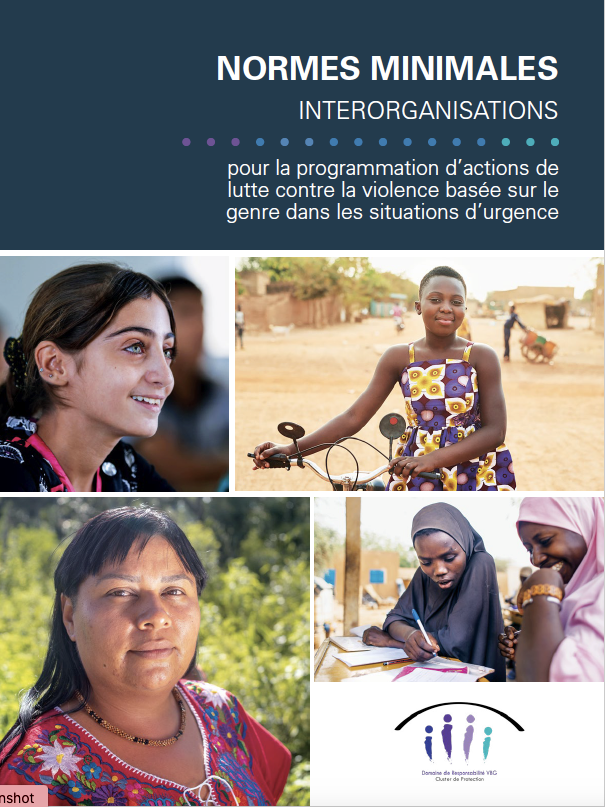 NORMES MINIMALES
INTERORGANISATIONS
pour la programmation d’actions de
lutte contre la violence basée sur le
genre dans les situations d’urgence
Domaine de Responsabilité VBG
Cluster de Protection
nshot